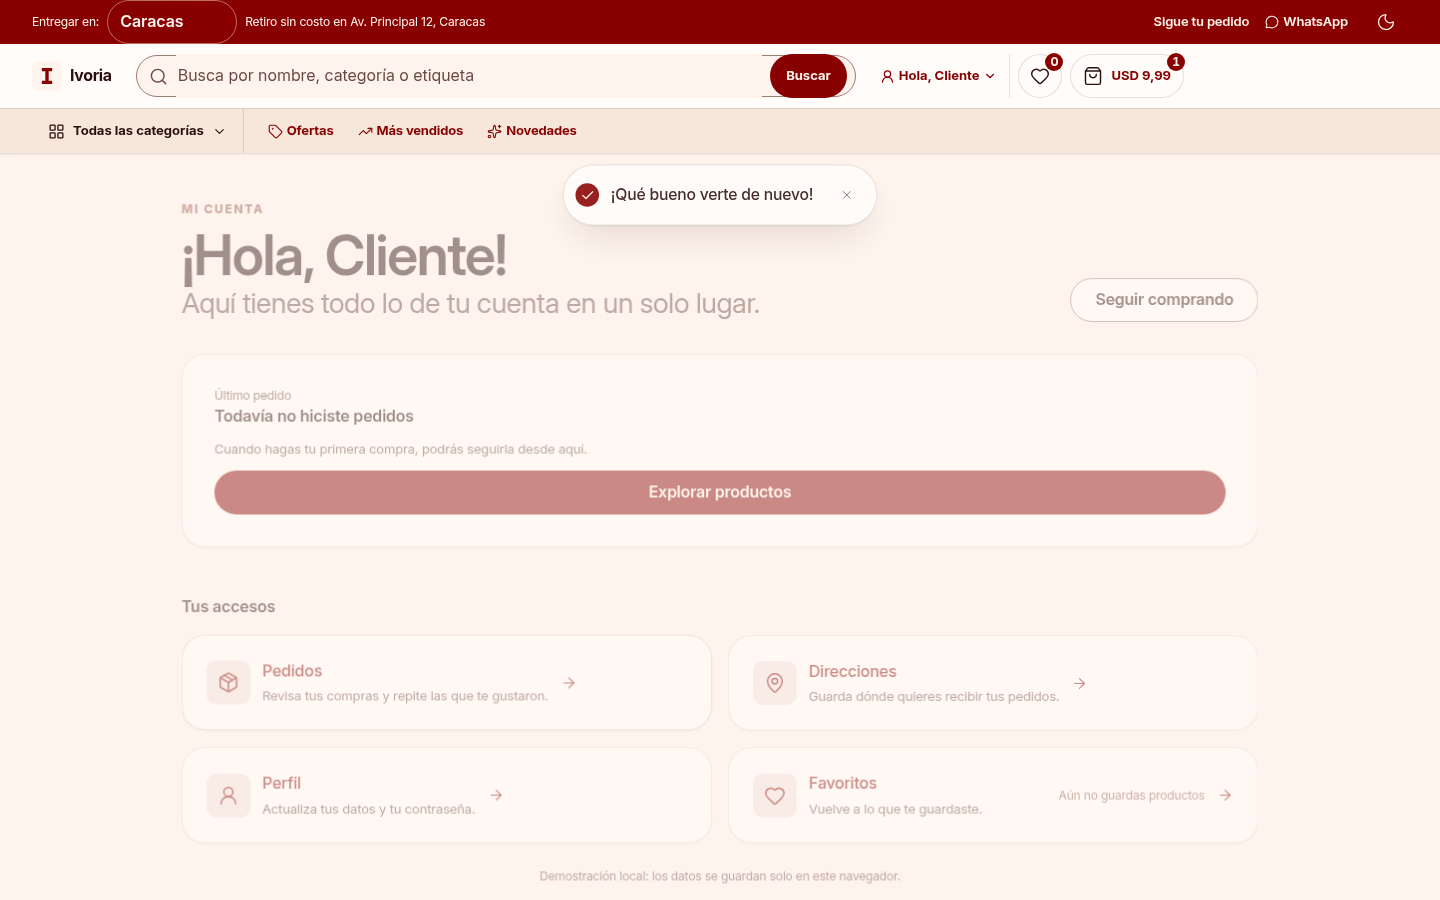 Entregar en: Caracas Retiro sin costo en Av. Principal 12, Caracas Sigue tu pedido WhatsApp
I Ivoria Busca por nombre, categoría o etiqueta Buscar Hola, Cliente 0 USD 9,99 1
Todas las categorías Ofertas Más vendidos Novedades
¡Qué bueno verte de nuevo!
MI CUENTA
¡Hola, Cliente!
Aquí tienes todo lo de tu cuenta en un solo lugar.
Seguir comprando
Último pedido
Todavía no hiciste pedidos
Cuando hagas tu primera compra, podrás seguirla desde aquí.
Explorar productos
Tus accesos
Pedidos
Revisa tus compras y repite las que te gustaron.
Direcciones
Guarda dónde quieres recibir tus pedidos.
Perfil
Actualiza tus datos y tu contraseña.
Favoritos
Vuelve a lo que te guardaste.
Aún no guardas productos
Demostración local: los datos se guardan solo en este navegador.